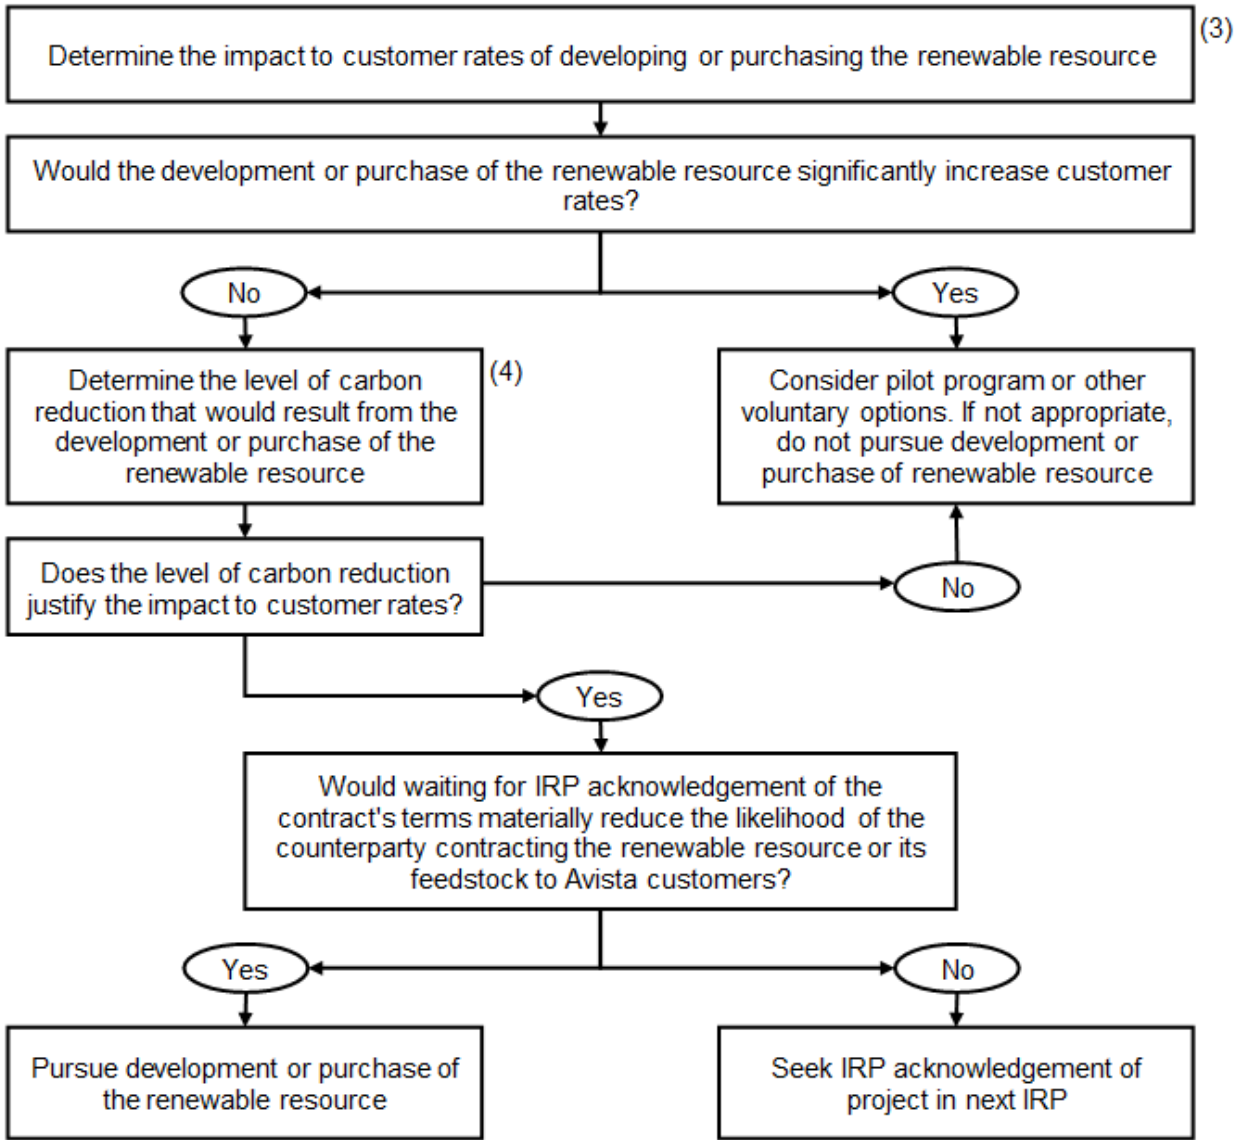 Determine the impact to customer rates of developing or purchasing the renewable resource
(3)
Would the development or purchase of the renewable resource significantly increase customer
rates?
No
Yes
Determine the level of carbon
reduction that would result from the
development or purchase of the
renewable resource
(4)
Consider pilot program or other
voluntary options. If not appropriate,
do not pursue development or
purchase of renewable resource
Does the level of carbon reduction
justify the impact to customer rates?
No
Yes
Would waiting for IRP acknowledgement of the
contract's terms materially reduce the likelihood of the
counterparty contracting the renewable resource or its
feedstock to Avista customers?
Yes
No
Pursue development or purchase of
the renewable resource
Seek IRP acknowledgement of
project in next IRP